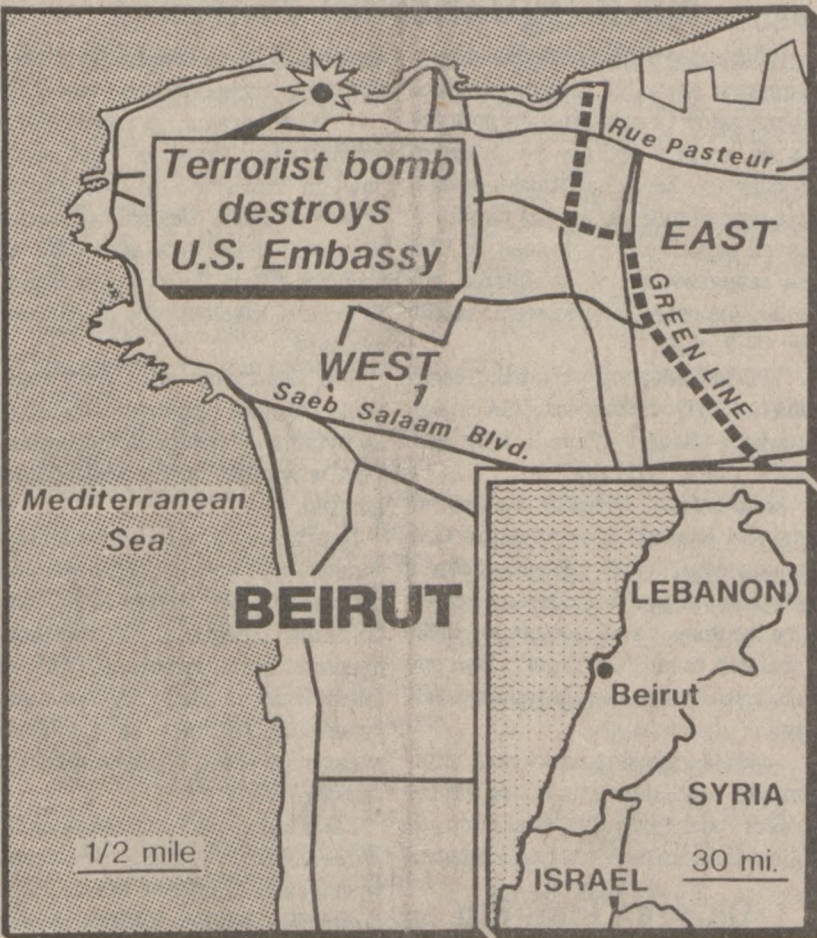 Terrorist bomb
destroys
U.S. Embassy
Rue Pasteur
EAST
GREEN LINE
WEST
Saeb Salaam Blvd.
Mediterranean
Sea
BEIRUT
1/2 mile
LEBANON
Beirut
SYRIA
ISRAEL
30 mi.